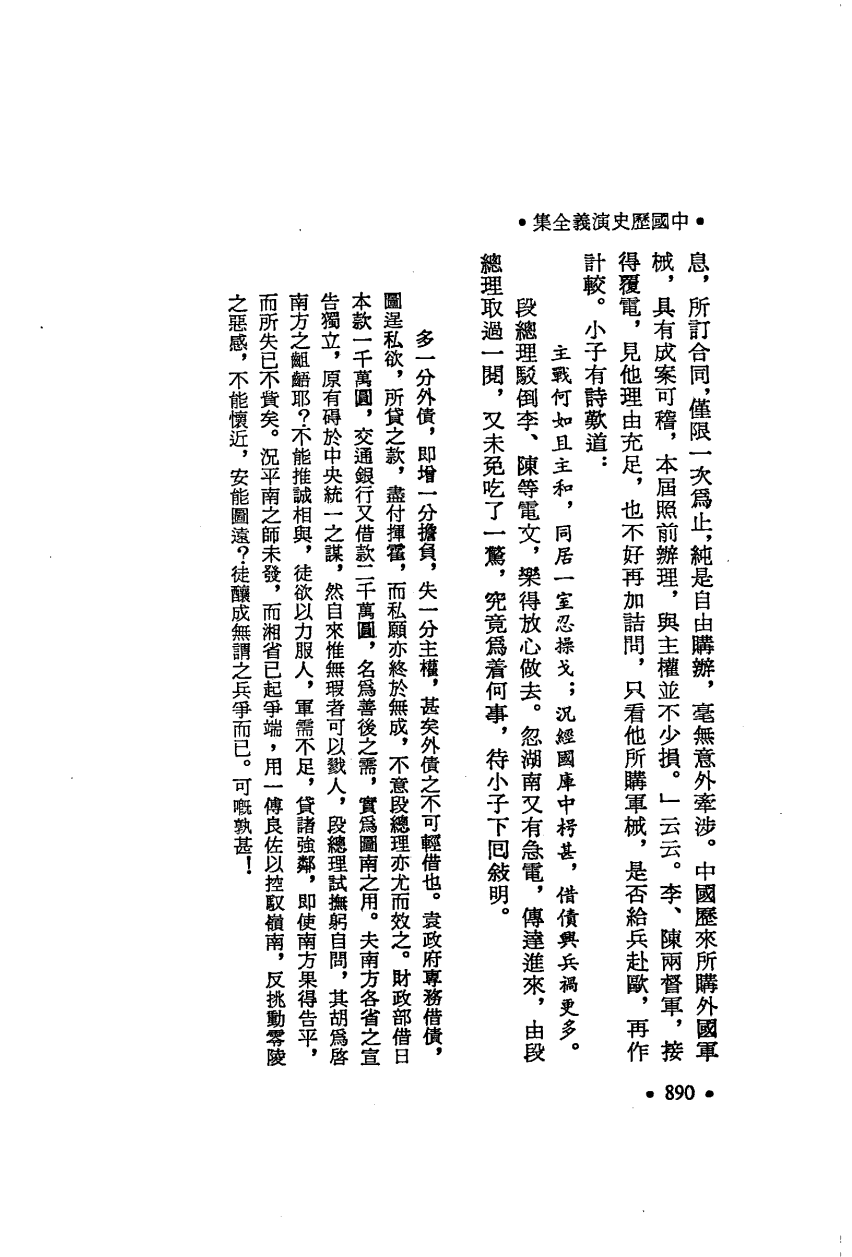 •中國歷史演義全集•
息，所訂合同，僅限一次爲止，純是自由購辦，毫無意外牽涉。中國歷來所購外國軍
械，具有成案可稽，本屆照前辦理，與主權並不少損。」云云。李、陳兩督軍，接
得覆電，見他理由充足，也不好再加詰問，只看他所購軍械，是否給兵赴歐，再作
計較。小子有詩歎道：
主戰何如且主和，同居一室忍操戈；況經國庫中枵甚，借債興兵禍更多。
段總理駁倒李、陳等電文，樂得放心做去。忽湖南又有急電，傳達進來，由段
總理取過一閱，又未免吃了一驚，究竟爲着何事，待小子下回敍明。
多一分外債，即增一分擔負，失一分主權，甚矣外債之不可輕借也。袁政府專務借債，
圖逞私欲，所貸之款，盡付揮霍，而私願亦終於無成，不意段總理亦尤而效之。財政部借日
本款一千萬圓，交通銀行又借款二千萬圓，名爲善後之需，實爲圖南之用。夫南方各省之宣
告獨立，原有碍於中央統一之謀，然自來惟無瑕者可以戮人，段總理試撫躬自問，其胡爲啓
南方之齟齬耶？不能推誠相與，徒欲以力服人，軍需不足，貸諸強鄰，即使南方果得告平，
而所失已不貲矣。況平南之師未發，而湘省已起爭端，用一傅良佐以控馭嶺南，反挑動零陵
之惡感，不能懷近，安能圖遠？徒釀成無謂之兵爭而已。可嘅孰甚！
•890•